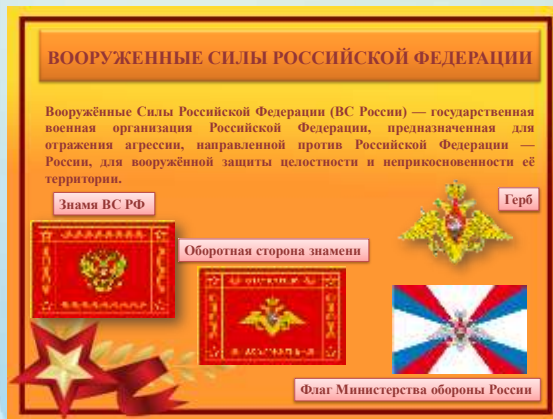 ВООРУЖЕННЫЕ СИЛЫ РОССИЙСКОЙ ФЕДЕРАЦИИ
Вооружённые Силы Российской Федерации (ВС России) — государственная
военная организация Российской Федерации, предназначенная для
отражения агрессии, направленной против Российской Федерации —
России, для вооружённой защиты целостности и неприкосновенности её
территории.
Знамя ВС РФ
Герб
Оборотная сторона знамени
Флаг Министерства обороны России